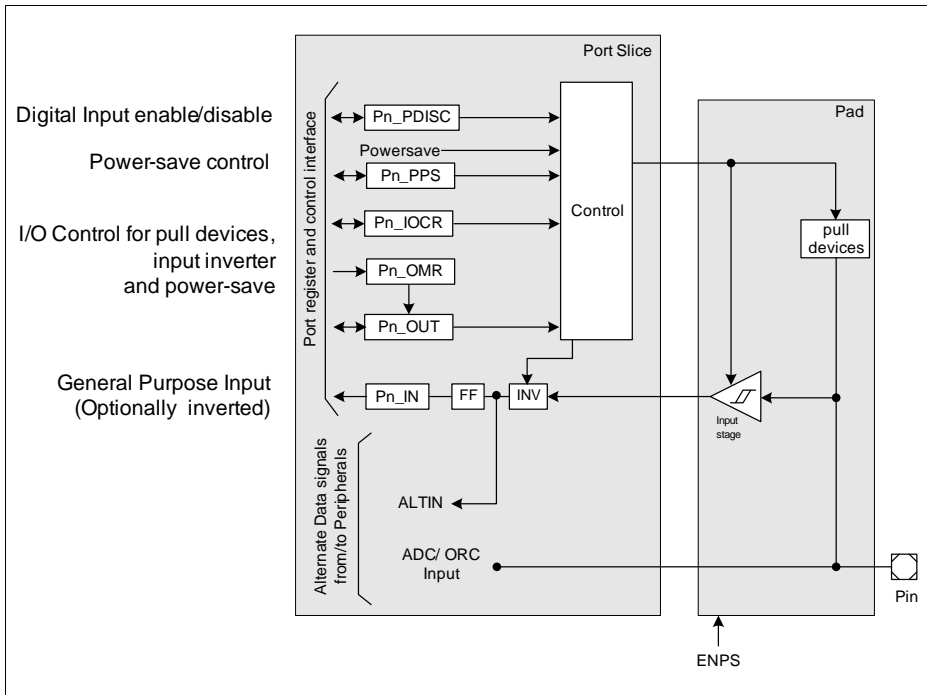 Port Slice
Pad
Digital Input enable/disable
Pn_PDISC
Powersave
Power-save control
Pn_PPS
Control
I/O Control for pull devices,
input inverter
and power-save
Pn_IOCR
pull
devices
Pn_OMR
Pn_OUT
Port register and control interface
General Purpose Input
(Optionally inverted)
Pn_IN
FF
INV
Input
stage
Alternate Data signals
from/to Peripherals
ALTIN
ADC/ ORC
Input
Pin
ENPS